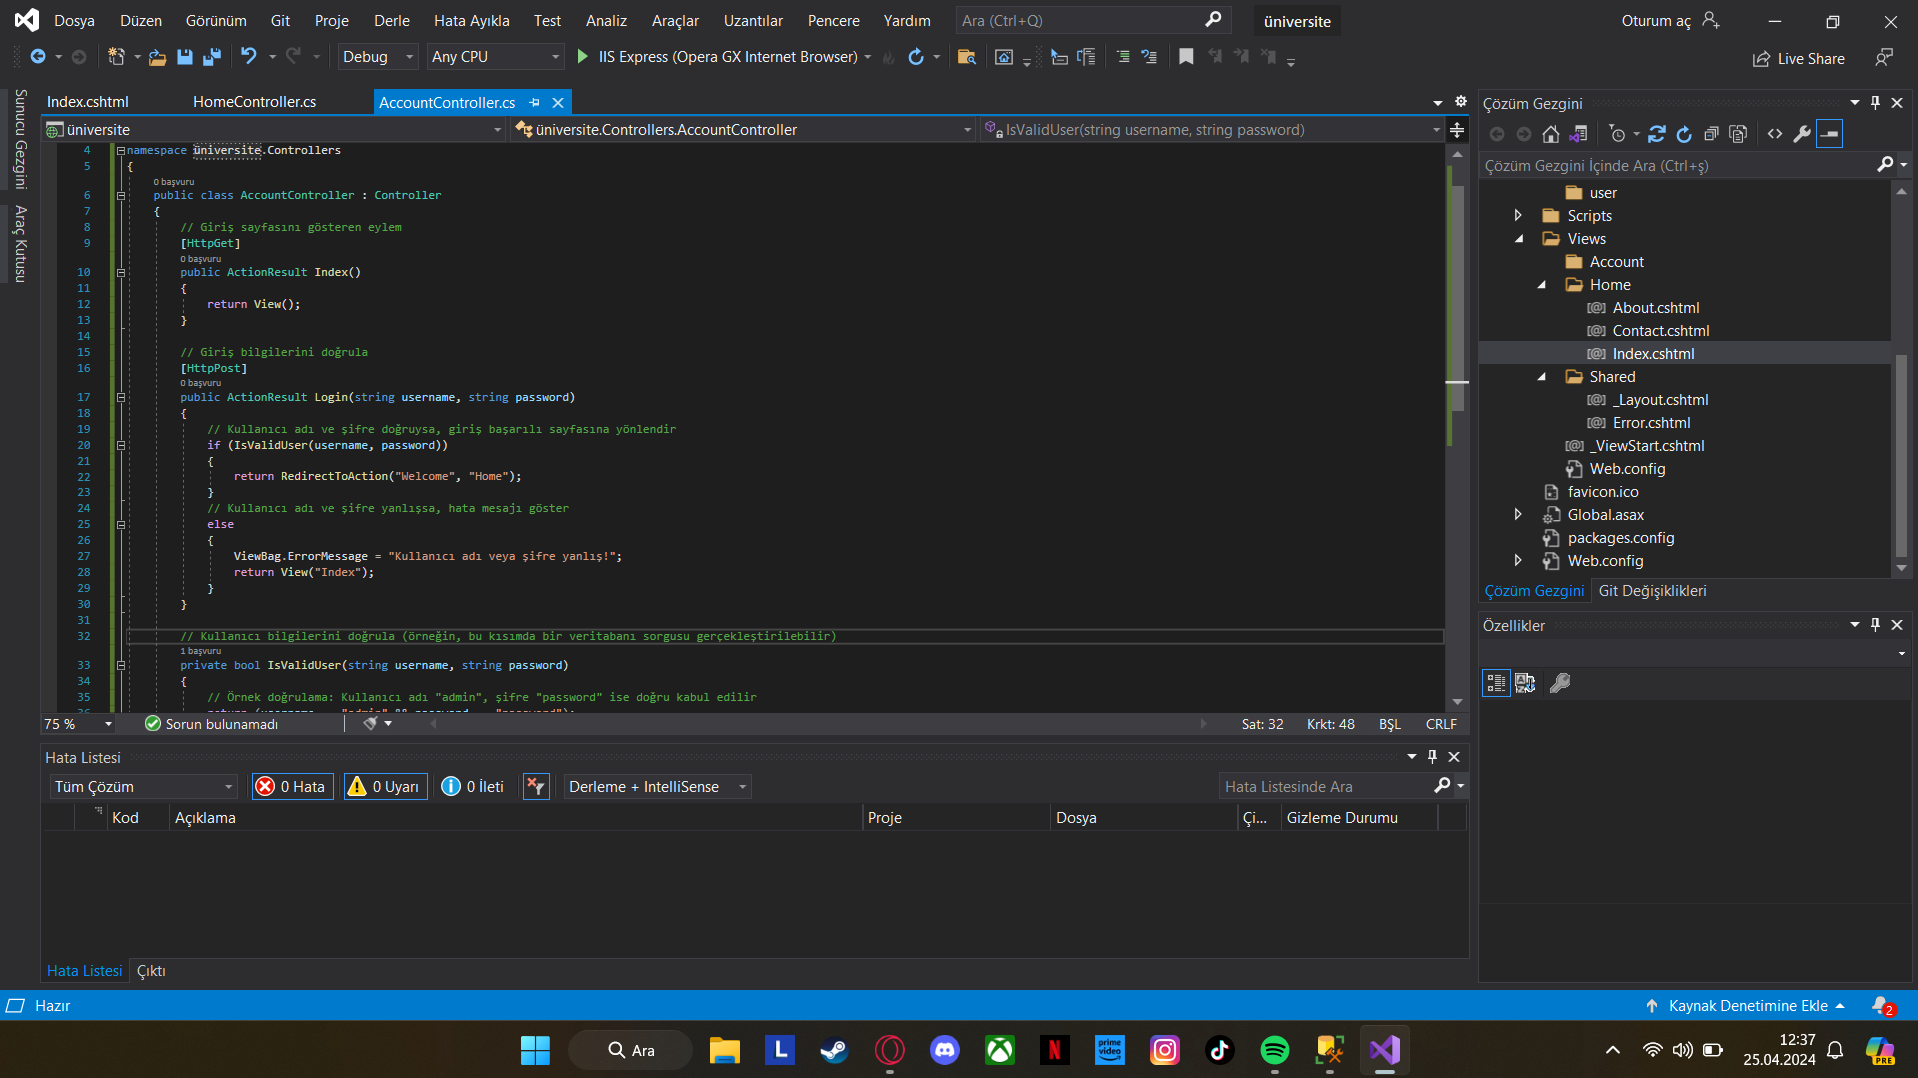 Dosya Düzen Görünüm Git Proje Derle Hata Ayıkla Test Analiz Araçlar Uzantılar Pencere Yardım Ara (Ctrl+Q) üniversite Oturum aç
Debug Any CPU IIS Express (Opera GX Internet Browser) Live Share
Sunucu Gezgini
Araç Kutusu
Index.cshtml HomeController.cs AccountController.cs
üniversite üniversite.Controllers.AccountController IsValidUser(string username, string password)
4 namespace üniversite.Controllers
5 {
0 başvuru
6 public class AccountController : Controller
7 {
8 // Giriş sayfasını gösteren eylem
9 [HttpGet]
0 başvuru
10 public ActionResult Index()
11 {
12 return View();
13 }
14
15 // Giriş bilgilerini doğrula
16 [HttpPost]
0 başvuru
17 public ActionResult Login(string username, string password)
18 {
19 // Kullanıcı adı ve şifre doğruysa, giriş başarılı sayfasına yönlendir
20 if (IsValidUser(username, password))
21 {
22 return RedirectToAction("Welcome", "Home");
23 }
24 // Kullanıcı adı ve şifre yanlışsa, hata mesajı göster
25 else
26 {
27 ViewBag.ErrorMessage = "Kullanıcı adı veya şifre yanlış!";
28 return View("Index");
29 }
30 }
31
32 // Kullanıcı bilgilerini doğrula (örneğin, bu kısımda bir veritabanı sorgusu gerçekleştirilebilir)
1 başvuru
33 private bool IsValidUser(string username, string password)
34 {
35 // Örnek doğrulama: Kullanıcı adı "admin", şifre "password" ise doğru kabul edilir
75 % Sorun bulunamadı Sat: 32 Krkt: 48 BŞL CRLF
Hata Listesi
Tüm Çözüm 0 Hata 0 Uyarı 0 İleti Derleme + IntelliSense Hata Listesinde Ara
Kod Açıklama Proje Dosya Çi... Gizleme Durumu
Hata Listesi Çıktı
Çözüm Gezgini
Çözüm Gezgini İçinde Ara (Ctrl+ş)
user
Scripts
Views
Account
Home
About.cshtml
Contact.cshtml
Index.cshtml
Shared
_Layout.cshtml
Error.cshtml
_ViewStart.cshtml
Web.config
favicon.ico
Global.asax
packages.config
Web.config
Çözüm Gezgini Git Değişiklikleri
Özellikler
Hazır Kaynak Denetimine Ekle 2
Ara L N prime video PRE
12:37
25.04.2024